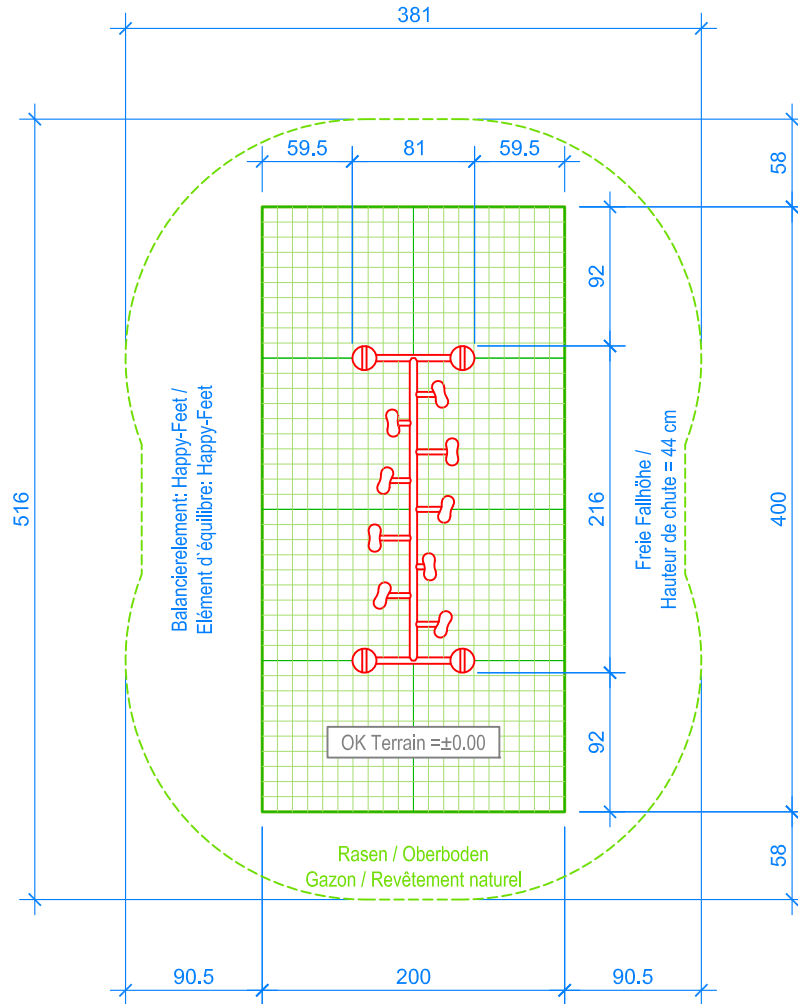 381
59.5
81
59.5
58
92
Balancierelement: Happy-Feet /
Elément d`équilibre: Happy-Feet
516
216
Freie Fallhöhe /
Hauteur de chute = 44 cm
400
OK Terrain =±0.00
92
Rasen / Oberboden
Gazon / Revêtement naturel
58
90.5
200
90.5